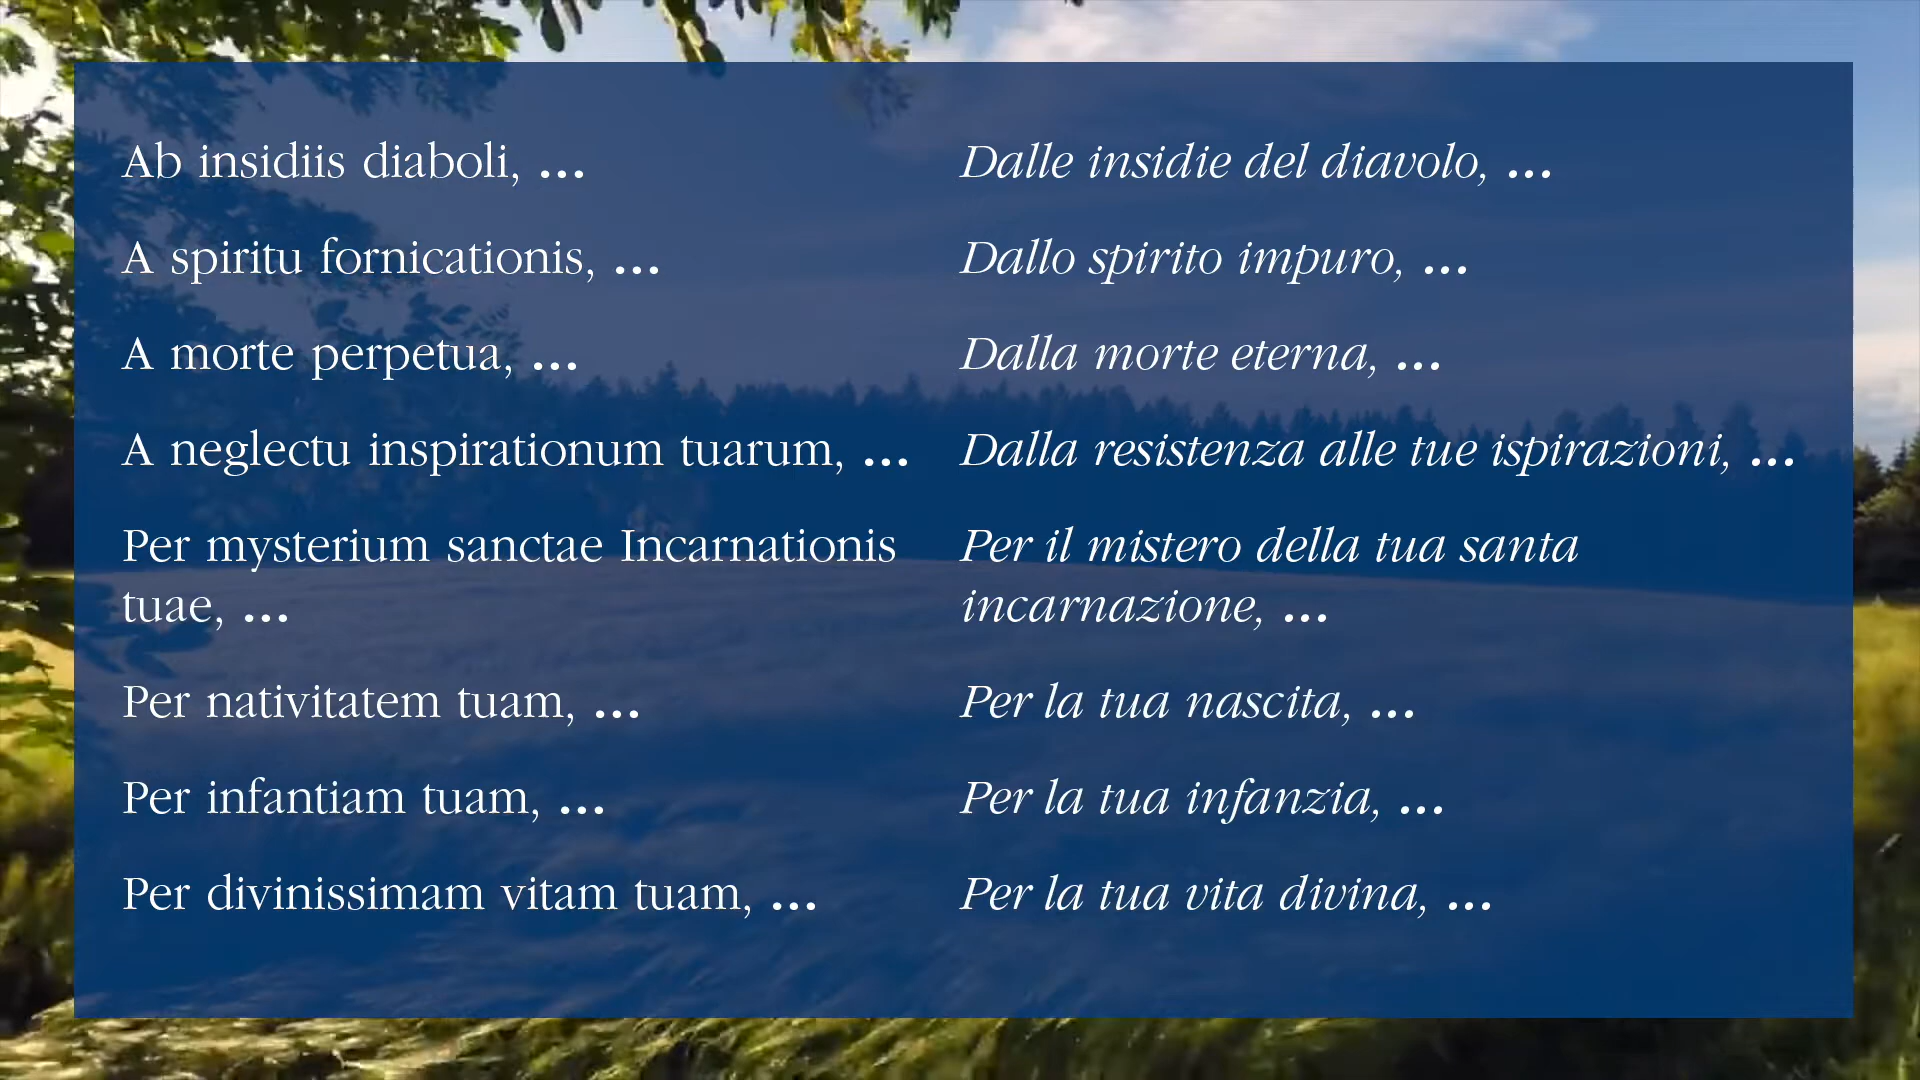 Ab insidiis diaboli, ...
A spiritu fornicationis, ...
A morte perpetua, ...
A neglectu inspirationum tuarum, ...
Per mysterium sanctae Incarnationis
tuae, ...
Per nativitatem tuam, ...
Per infantiam tuam, ...
Per divinissimam vitam tuam, ...
Dalle insidie del diavolo, ...
Dallo spirito impuro, ...
Dalla morte eterna, ...
Dalla resistenza alle tue ispirazioni, ...
Per il mistero della tua santa
incarnazione, ...
Per la tua nascita, ...
Per la tua infanzia, ...
Per la tua vita divina, ...